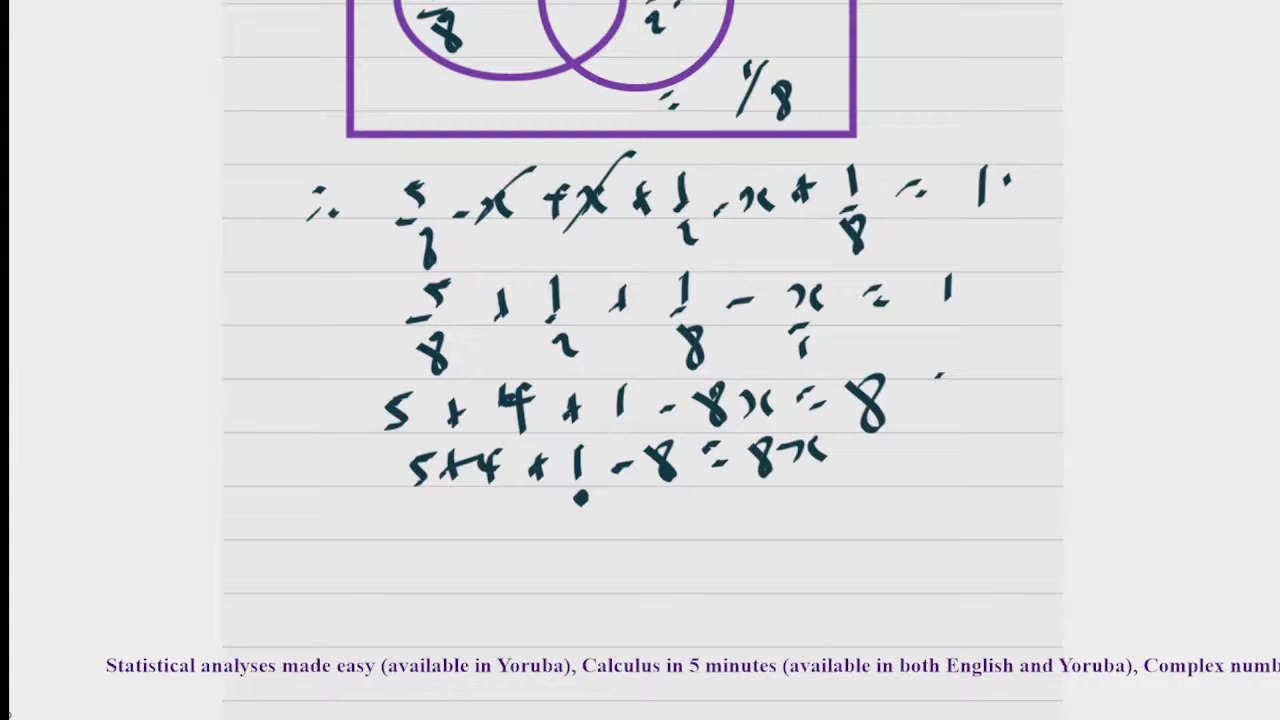 8
2
= 1/8
∴ 5/8 - x + x + 1/2 - x + 1/8 = 1
5/8 + 1/2 + 1/8 - x/1 = 1
5 + 4 + 1 - 8x = 8
5 + 4 + 1 - 8 = 8x
Statistical analyses made easy (available in Yoruba), Calculus in 5 minutes (available in both English and Yoruba), Complex numb